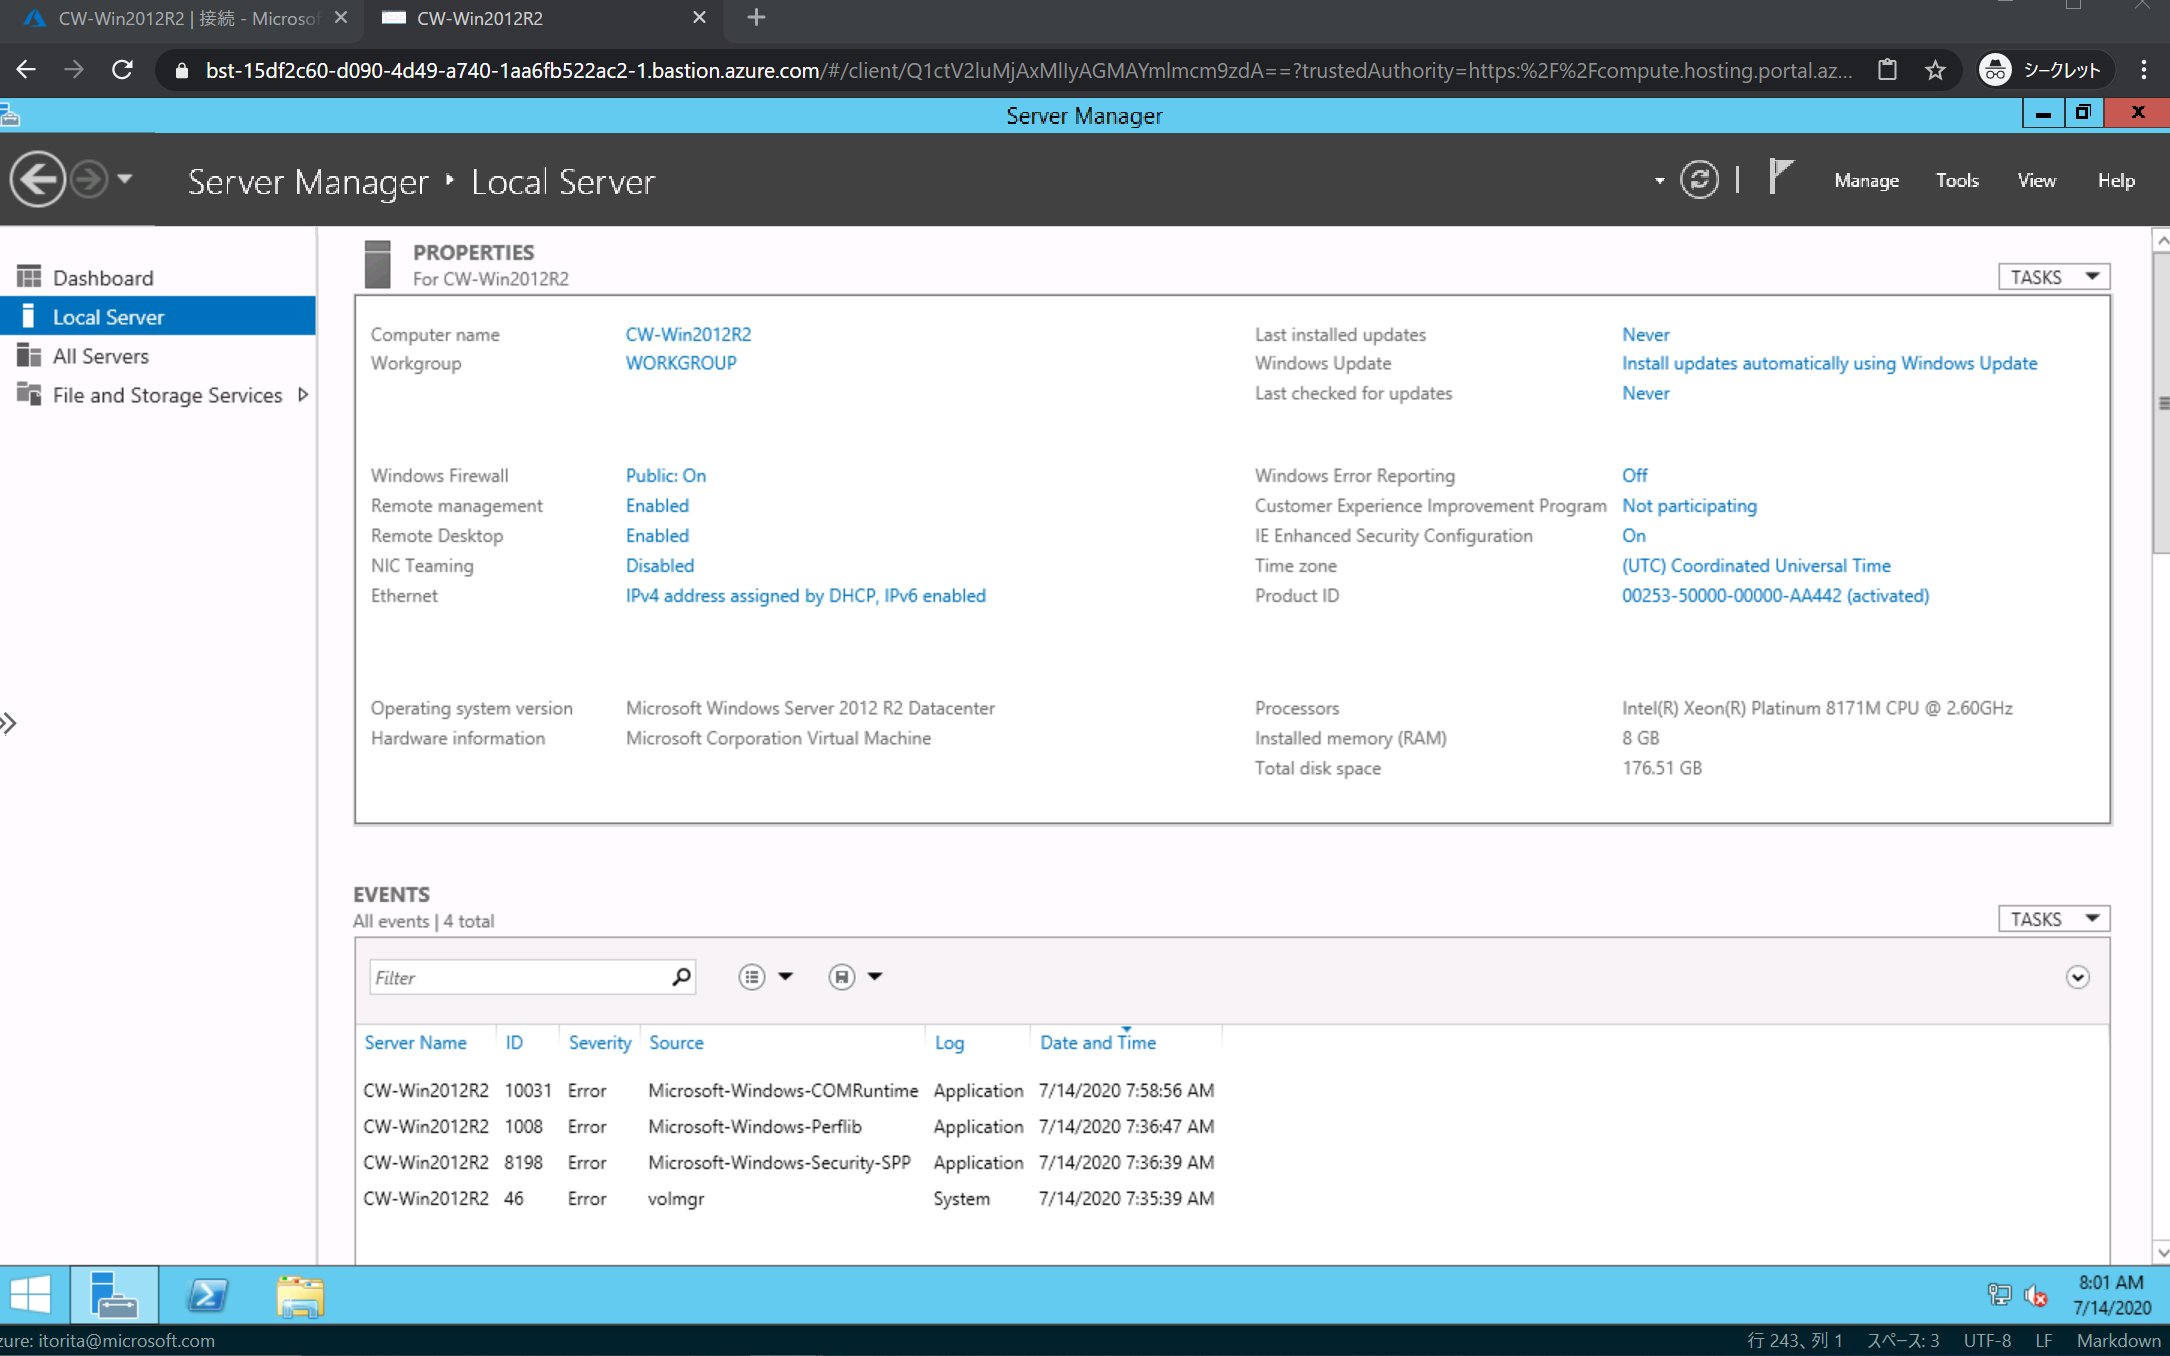 CW-Win2012R2 | 接続 - Microsof
CW-Win2012R2
bst-15df2c60-d090-4d49-a740-1aa6fb522ac2-1.bastion.azure.com/#/client/Q1ctV2luMjAxMlIyAGMAYmlmcm9zdA==?trustedAuthority=https:%2F%2Fcompute.hosting.portal.az...
シークレット
Server Manager
Server Manager ‣ Local Server
Manage Tools View Help
Dashboard
Local Server
All Servers
File and Storage Services
PROPERTIES
For CW-Win2012R2
TASKS
Computer name CW-Win2012R2 Last installed updates Never
Workgroup WORKGROUP Windows Update Install updates automatically using Windows Update
Last checked for updates Never
Windows Firewall Public: On Windows Error Reporting Off
Remote management Enabled Customer Experience Improvement Program Not participating
Remote Desktop Enabled IE Enhanced Security Configuration On
NIC Teaming Disabled Time zone (UTC) Coordinated Universal Time
Ethernet IPv4 address assigned by DHCP, IPv6 enabled Product ID 00253-50000-00000-AA442 (activated)
Operating system version Microsoft Windows Server 2012 R2 Datacenter Processors Intel(R) Xeon(R) Platinum 8171M CPU @ 2.60GHz
Hardware information Microsoft Corporation Virtual Machine Installed memory (RAM) 8 GB
Total disk space 176.51 GB
EVENTS
All events | 4 total
TASKS
Filter
Server Name ID Severity Source Log Date and Time
CW-Win2012R2 10031 Error Microsoft-Windows-COMRuntime Application 7/14/2020 7:58:56 AM
CW-Win2012R2 1008 Error Microsoft-Windows-Perflib Application 7/14/2020 7:36:47 AM
CW-Win2012R2 8198 Error Microsoft-Windows-Security-SPP Application 7/14/2020 7:36:39 AM
CW-Win2012R2 46 Error volmgr System 7/14/2020 7:35:39 AM
8:01 AM
7/14/2020
zure: itorita@microsoft.com
行 243、列 1 スペース: 3 UTF-8 LF Markdown